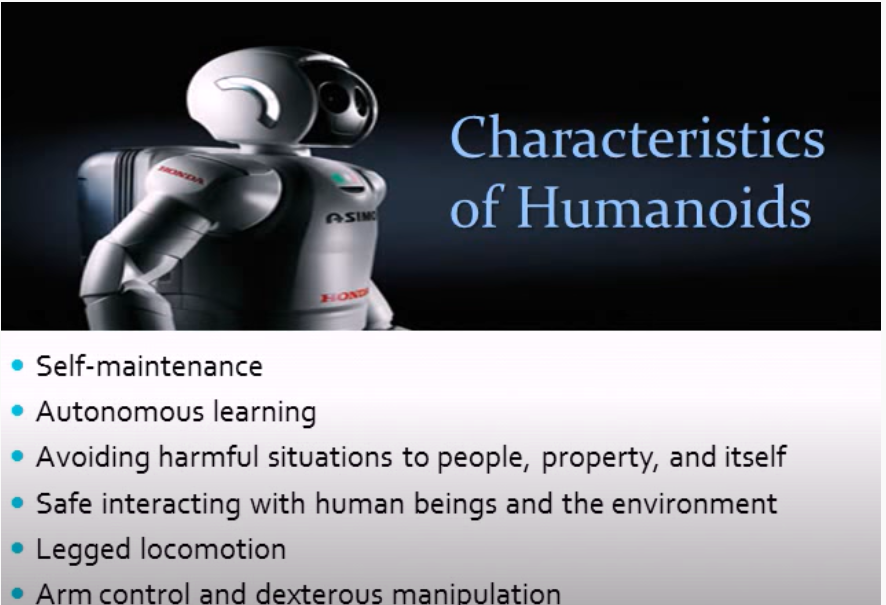 Characteristics
of Humanoids
HONDA
ASIMO
HONDA
• Self-maintenance
• Autonomous learning
• Avoiding harmful situations to people, property, and itself
• Safe interacting with human beings and the environment
• Legged locomotion
• Arm control and dexterous manipulation